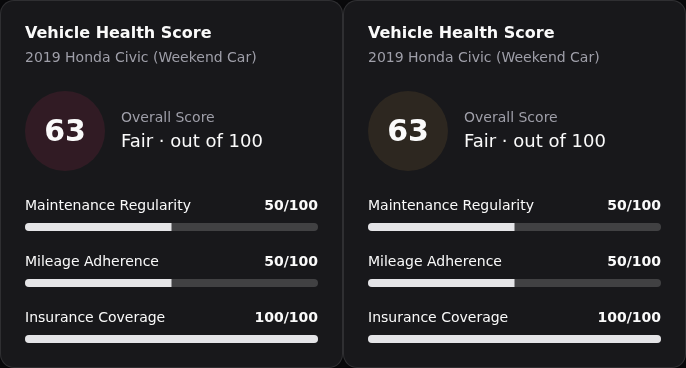 Vehicle Health Score
2019 Honda Civic (Weekend Car)
63
Overall Score
Fair · out of 100
Maintenance Regularity 50/100
Mileage Adherence 50/100
Insurance Coverage 100/100
Vehicle Health Score
2019 Honda Civic (Weekend Car)
63
Overall Score
Fair · out of 100
Maintenance Regularity 50/100
Mileage Adherence 50/100
Insurance Coverage 100/100